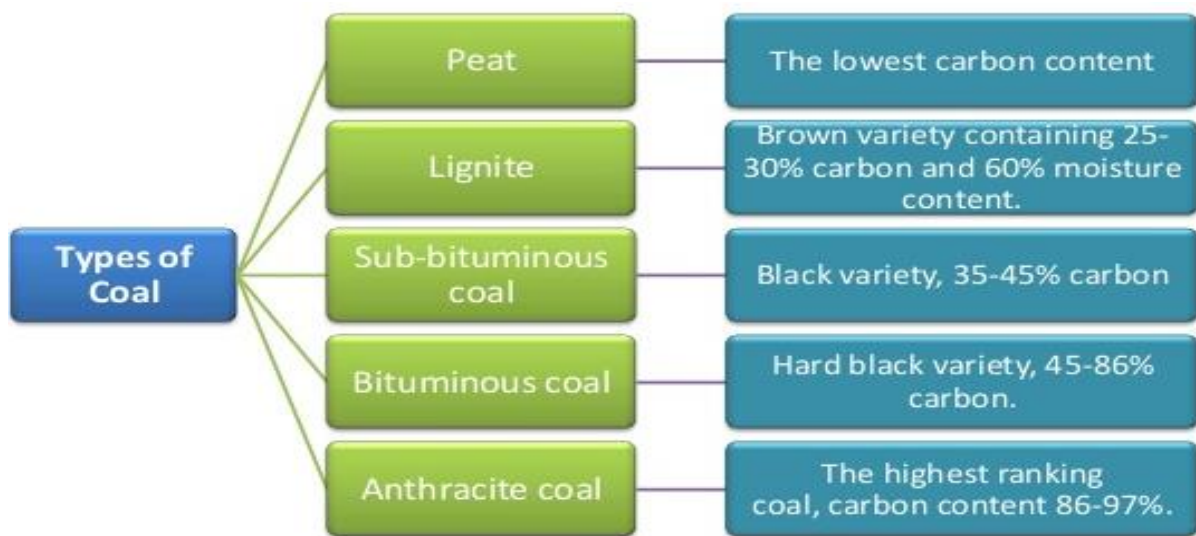 Types of
Coal
Peat
The lowest carbon content
Lignite
Brown variety containing 25-
30% carbon and 60% moisture
content.
Sub-bituminous
coal
Black variety, 35-45% carbon
Bituminous coal
Hard black variety, 45-86%
carbon.
Anthracite coal
The highest ranking
coal, carbon content 86-97%.